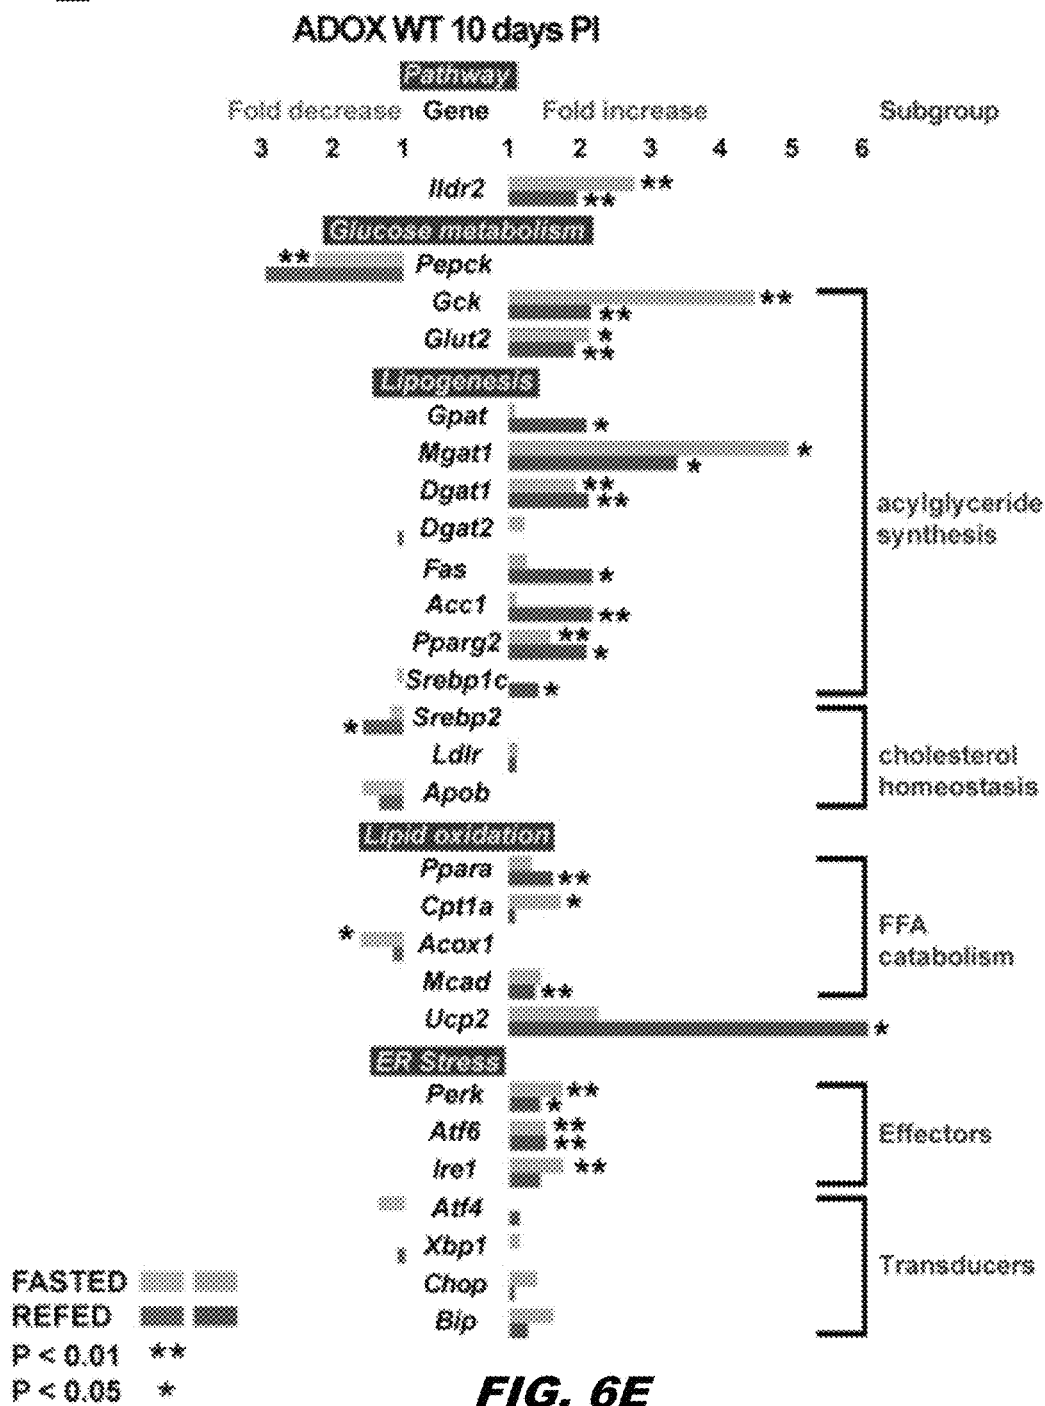 ADOX WT 10 days PI
Pathway
Fold decrease Gene Fold increase Subgroup
3 2 1 1 2 3 4 5 6
Ildr2 **
**
Glucose metabolism
** Pepck
Gck **
**
Glut2 *
**
Lipogenesis
Gpat *
Mgat1 *
*
Dgat1 **
**
acylglyceride
synthesis
Dgat2
Fas *
Acc1 **
Pparg2 **
*
Srebp1c *
* Srebp2
Ldlr
cholesterol
homeostasis
Apob
Lipid oxidation
Ppara **
Cpt1a *
* Acox1
FFA
catabolism
Mcad **
Ucp2 *
ER Stress
Perk **
*
Atf6 **
**
Effectors
Ire1 **
Atf4
Xbp1
Transducers
Chop
Bip
FASTED
REFED
P < 0.01 **
P < 0.05 *
FIG. 6E